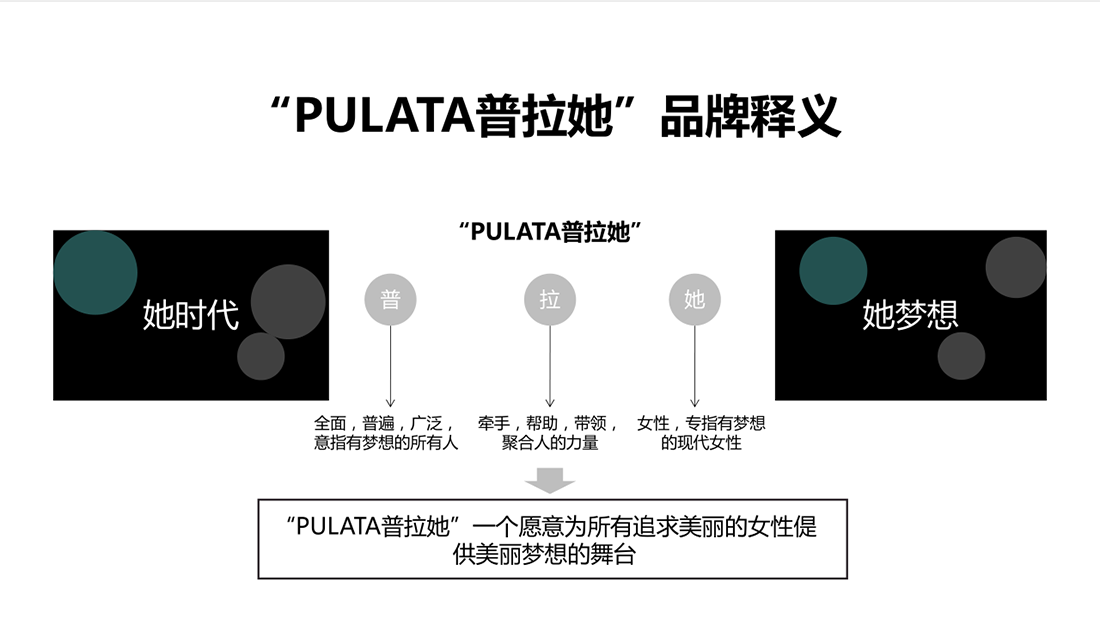 “PULATA普拉她”品牌释义
“PULATA普拉她”
她时代
普
拉
她
她梦想
全面，普遍，广泛，
意指有梦想的所有人
牵手，帮助，带领，
聚合人的力量
女性，专指有梦想
的现代女性
“PULATA普拉她”一个愿意为所有追求美丽的女性偍
供美丽梦想的舞台